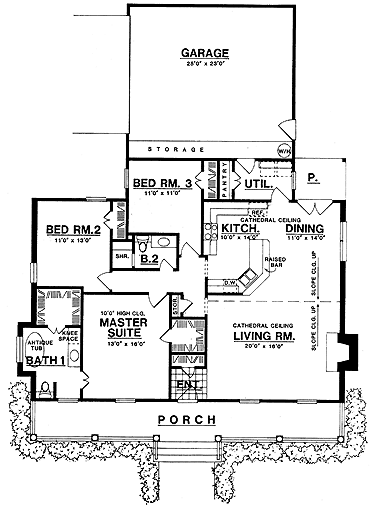 GARAGE
25'0" x 23'0"
STORAGE
W/H
BED RM. 3
11'0" x 11'0"
PANTRY
UTIL.
P.
BED RM.2
11'0" x 13'0"
REF.
CATHEDRAL CEILING
KITCH.
10'0" x 14'0"
DINING
11'0" x 14'0"
SHR.
B.2
RAISED
BAR
D.W.
SLOPE CLG. UP
10'0" HIGH CLG.
MASTER
SUITE
13'0" x 16'0"
STOR.
SLOPE CLG. UP
CATHEDRAL CEILING
LIVING RM.
20'0" x 16'0"
ANTIQUE
TUB
KNEE
SPACE
BATH 1
ENT.
PORCH